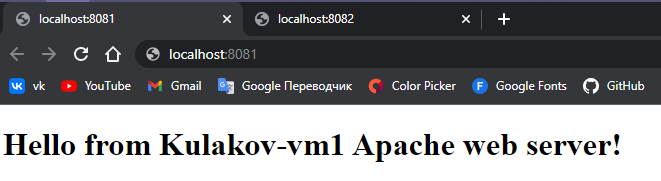 localhost:8081 localhost:8082
localhost:8081
vk YouTube Gmail Google Переводчик Color Picker Google Fonts GitHub
Hello from Kulakov-vm1 Apache web server!